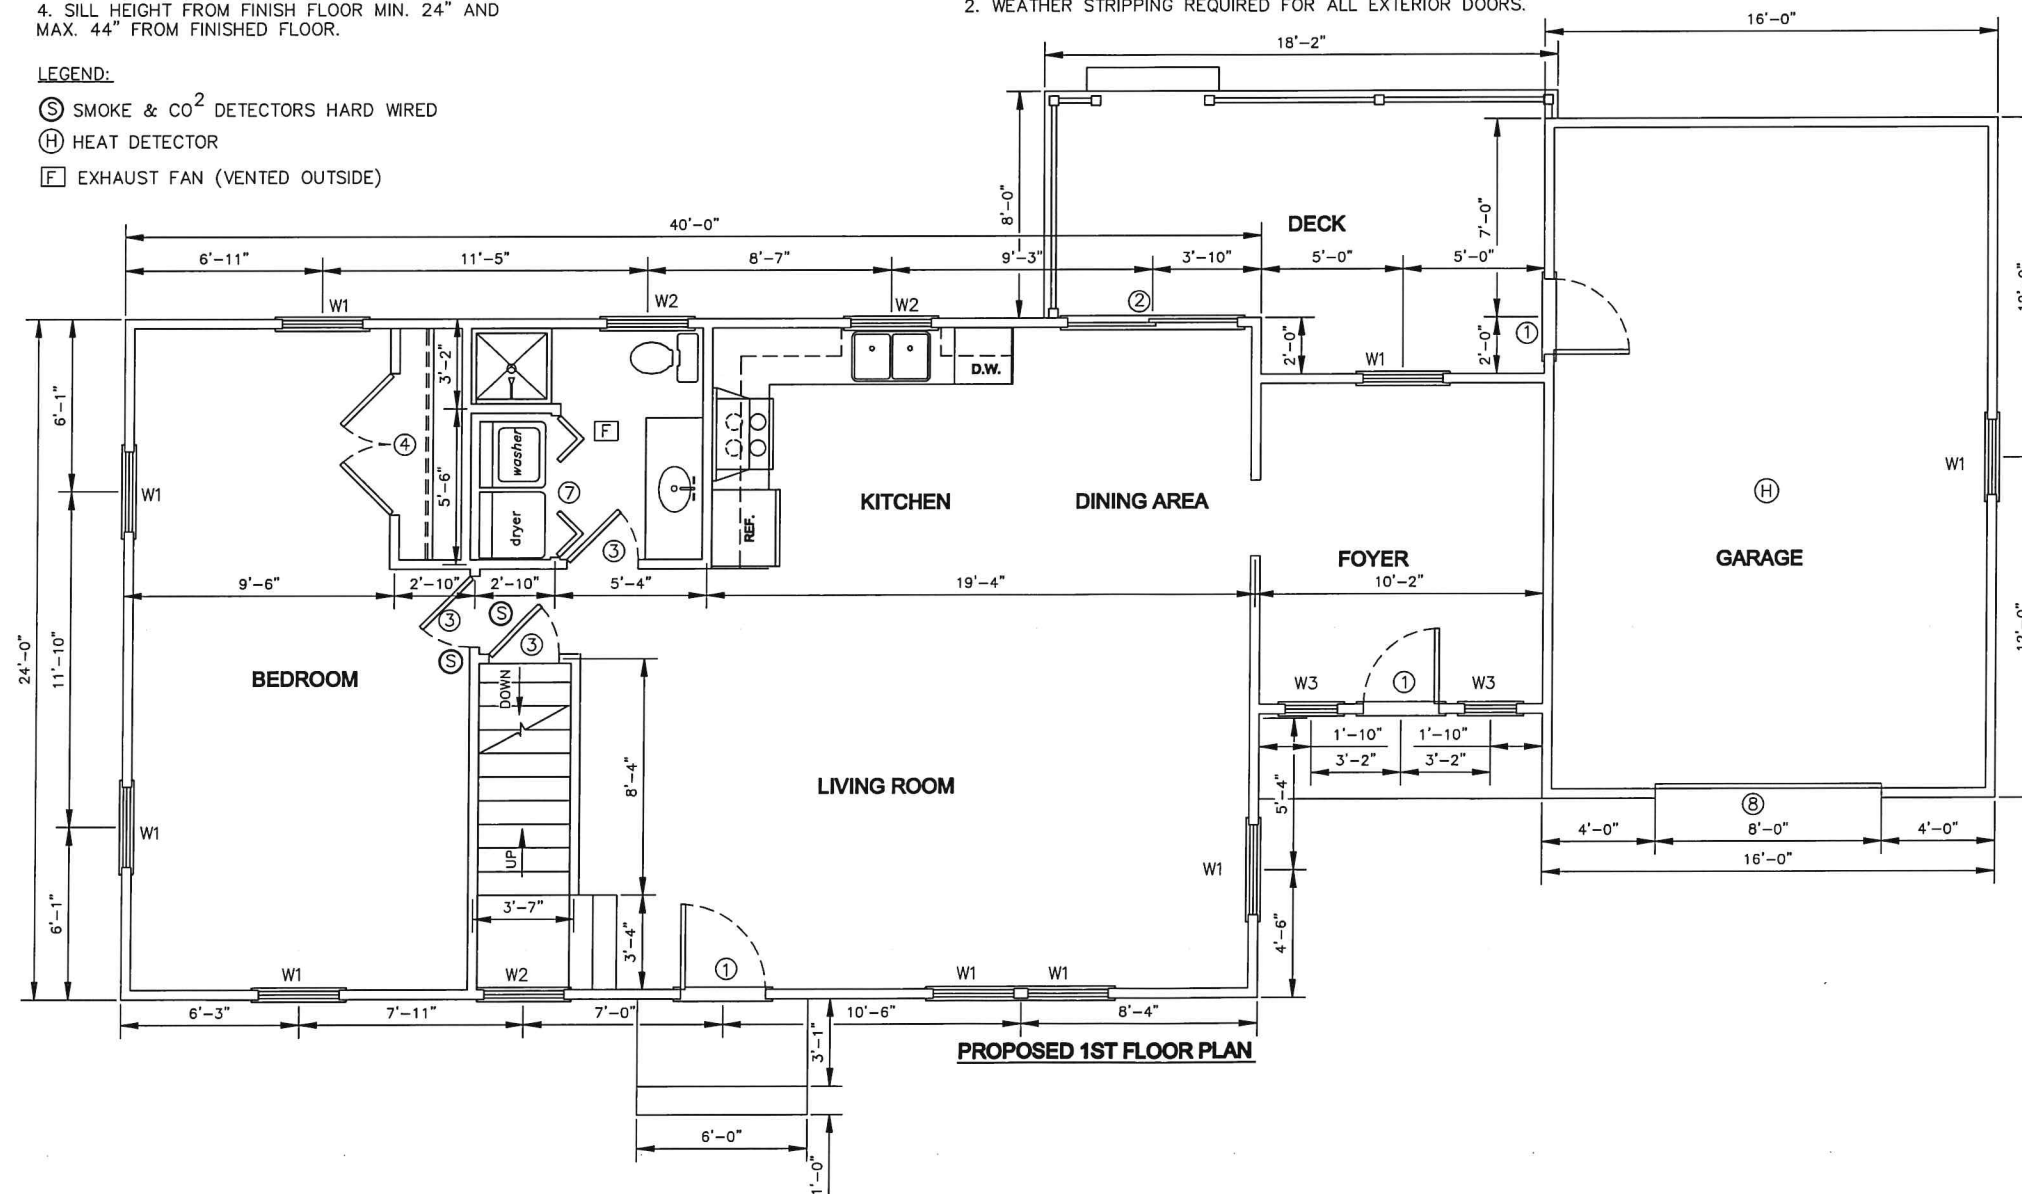 4. SILL HEIGHT FROM FINISH FLOOR MIN. 24" AND
MAX. 44" FROM FINISHED FLOOR.
2. WEATHER STRIPPING REQUIRED FOR ALL EXTERIOR DOORS.
LEGEND:
S SMOKE & CO2 DETECTORS HARD WIRED
H HEAT DETECTOR
F EXHAUST FAN (VENTED OUTSIDE)
16'-0"
18'-2"
8'-0"
DECK
7'-0"
40'-0"
6'-11" 11'-5" 8'-7" 9'-3" 3'-10" 5'-0" 5'-0"
W1 W2 W2 2
2'-0" W1 2'-0" 1
3'-2"
D.W.
6'-1"
4
F
washer
5'-6"
7
dryer
3
REF.
W1
KITCHEN DINING AREA
W1
H
FOYER
GARAGE
9'-6" 2'-10" 2'-10" 5'-4" 19'-4" 10'-2"
3 S
3
S
24'-0"
11'-10"
BEDROOM
DOWN
W3 1 W3
1'-10" 1'-10"
3'-2" 3'-2"
8'-4"
LIVING ROOM
5'-4"
8
4'-0" 8'-0" 4'-0"
16'-0"
W1
UP
W1
6'-1"
3'-7"
3'-4"
4'-6"
W1 W2 1 W1 W1
6'-3" 7'-11" 7'-0" 10'-6" 8'-4"
3'-1"
PROPOSED 1ST FLOOR PLAN
6'-0"
1'-0"